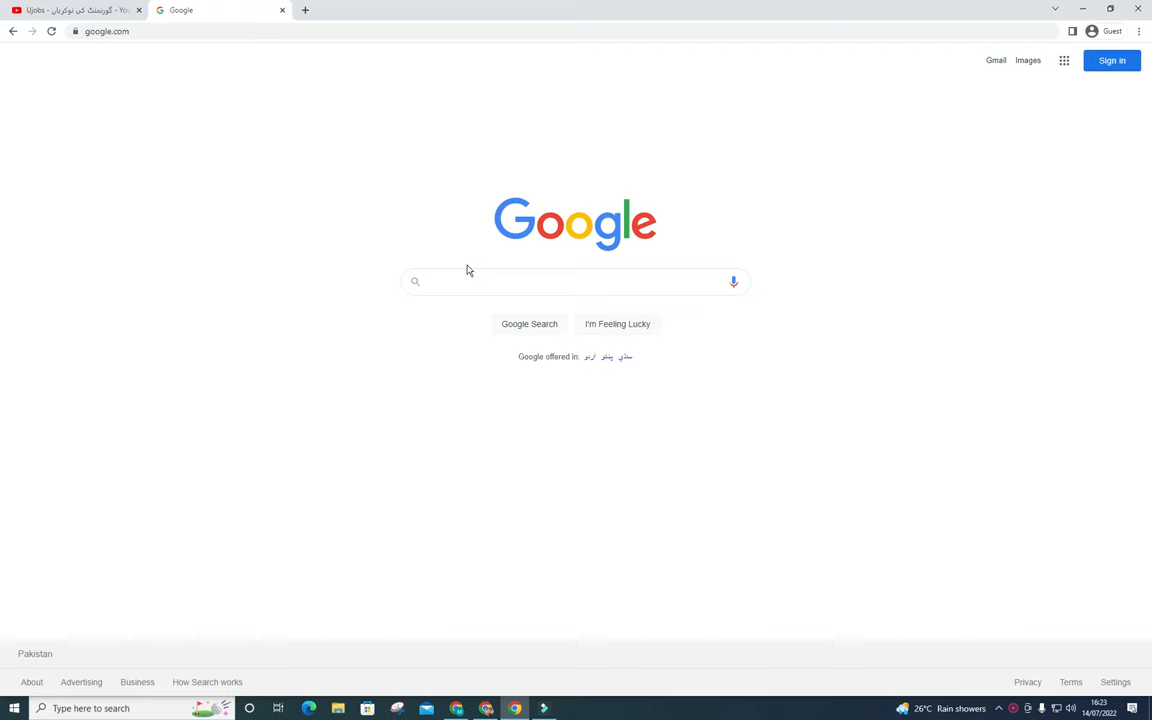 Ujobs - گورنمنٹ کی نوکریاں - You
Google
google.com
Guest
Gmail
Images
Sign in
Google
Google Search
I'm Feeling Lucky
Google offered in: اردو پښتو سنڌي
Pakistan
About
Advertising
Business
How Search works
Privacy
Terms
Settings
Type here to search
26°C Rain showers
16:23
14/07/2022